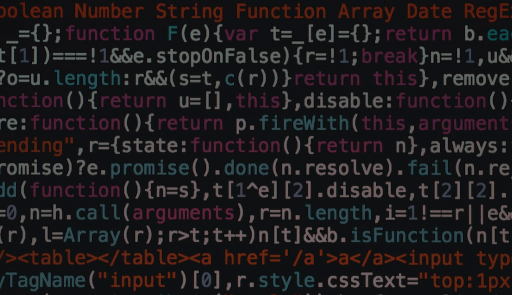 oolean Number String Function Array Date RegE
_={};function F(e){var t=_[e]={};return b.ea
t[1])===!1&&e.stopOnFalse){r=!1;break}n=!1,u&
?o=u.length:r&&(s=t,c(r))}return this},remove
nction(){return u=[],this},disable:function()
re:function(){return p.fireWith(this,argument
ending",r={state:function(){return n},always:
romise)?e.promise().done(n.resolve).fail(n.re
dd(function(){n=s},t[1^e][2].disable,t[2][2].
=0,n=h.call(arguments),r=n.length,i=1!==r||e&
(r),l=Array(r);r>t;t++)n[t]&&b.isFunction(n[t
/><table></table><a href='/a'>a</a><input typ
yTagName("input")[0],r.style.cssText="top:1px